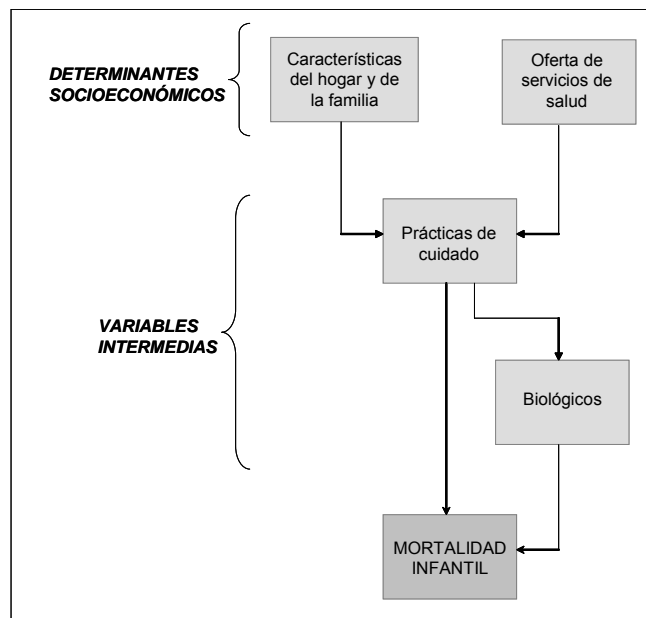 DETERMINANTES
SOCIOECONÓMICOS
Características
del hogar y de
la familia
Oferta de
servicios de
salud
Prácticas de
cuidado
VARIABLES
INTERMEDIAS
Biológicos
MORTALIDAD
INFANTIL